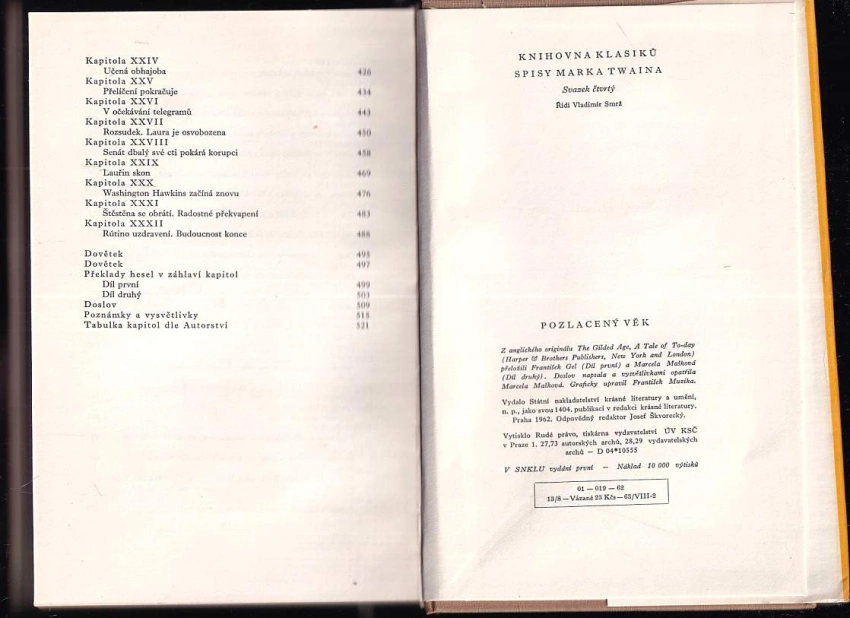 Kapitola XXIV
Učená obhajoba 426
Kapitola XXV
Přelíčení pokračuje 434
Kapitola XXVI
V očekávání telegramů 443
Kapitola XXVII
Rozsudek. Laura je osvobozena 450
Kapitola XXVIII
Senát dbalý své cti pokárá korupci 458
Kapitola XXIX
Lauřin skon 469
Kapitola XXX
Washington Hawkins začíná znovu 476
Kapitola XXXI
Štěstěna se obrátí. Radostné překvapení 483
Kapitola XXXII
Rútino uzdravení. Budoucnost konce 488
Dovětek 495
Dovětek 497
Překlady hesel v záhlaví kapitol
Díl první 499
Díl druhý 503
Doslov 509
Poznámky a vysvětlivky 515
Tabulka kapitol dle Autorství 521
KNIHOVNA KLASIKŮ
SPISY MARKA TWAINA
Svazek čtvrtý
Řídí Vladimír Smrž
POZLACENÝ VĚK
Z anglického originálu The Gilded Age, A Tale of To-day
(Harper & Brothers Publishers, New York and London)
přeložili František Gel (Díl první) a Marcela Mašková
(Díl druhý). Doslov napsala a vysvětlivkami opatřila
Marcela Mašková. Graficky upravil František Muzika.
Vydalo Státní nakladatelství krásné literatury a umění,
n. p., jako svou 1404. publikaci v redakci krásné literatury.
Praha 1962. Odpovědný redaktor Josef Škvorecký.
Vytisklo Rudé právo, tiskárna vydavatelství ÚV KSČ
v Praze 1. 27,73 autorských archů, 28,29 vydavatelských
archů — D 04*10555
V SNKLU vydání první — Náklad 10 000 výtisků
01 — 019 — 62
13/8 — Vázané 23 Kčs — 63/VIII-2